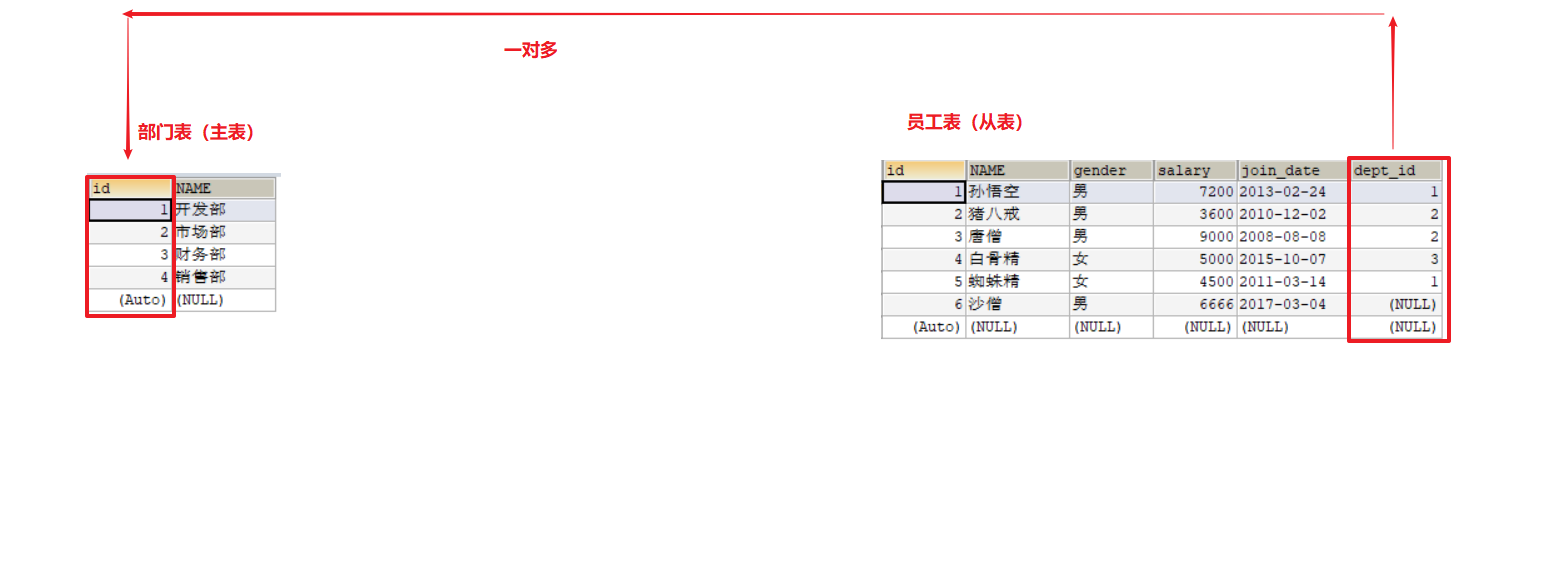 一对多
部门表（主表）
id NAME
1 开发部
2 市场部
3 财务部
4 销售部
(Auto) (NULL)
员工表（从表）
id NAME gender salary join_date dept_id
1 孙悟空 男 7200 2013-02-24 1
2 猪八戒 男 3600 2010-12-02 2
3 唐僧 男 9000 2008-08-08 2
4 白骨精 女 5000 2015-10-07 3
5 蜘蛛精 女 4500 2011-03-14 1
6 沙僧 男 6666 2017-03-04 (NULL)
(Auto) (NULL) (NULL) (NULL) (NULL) (NULL)